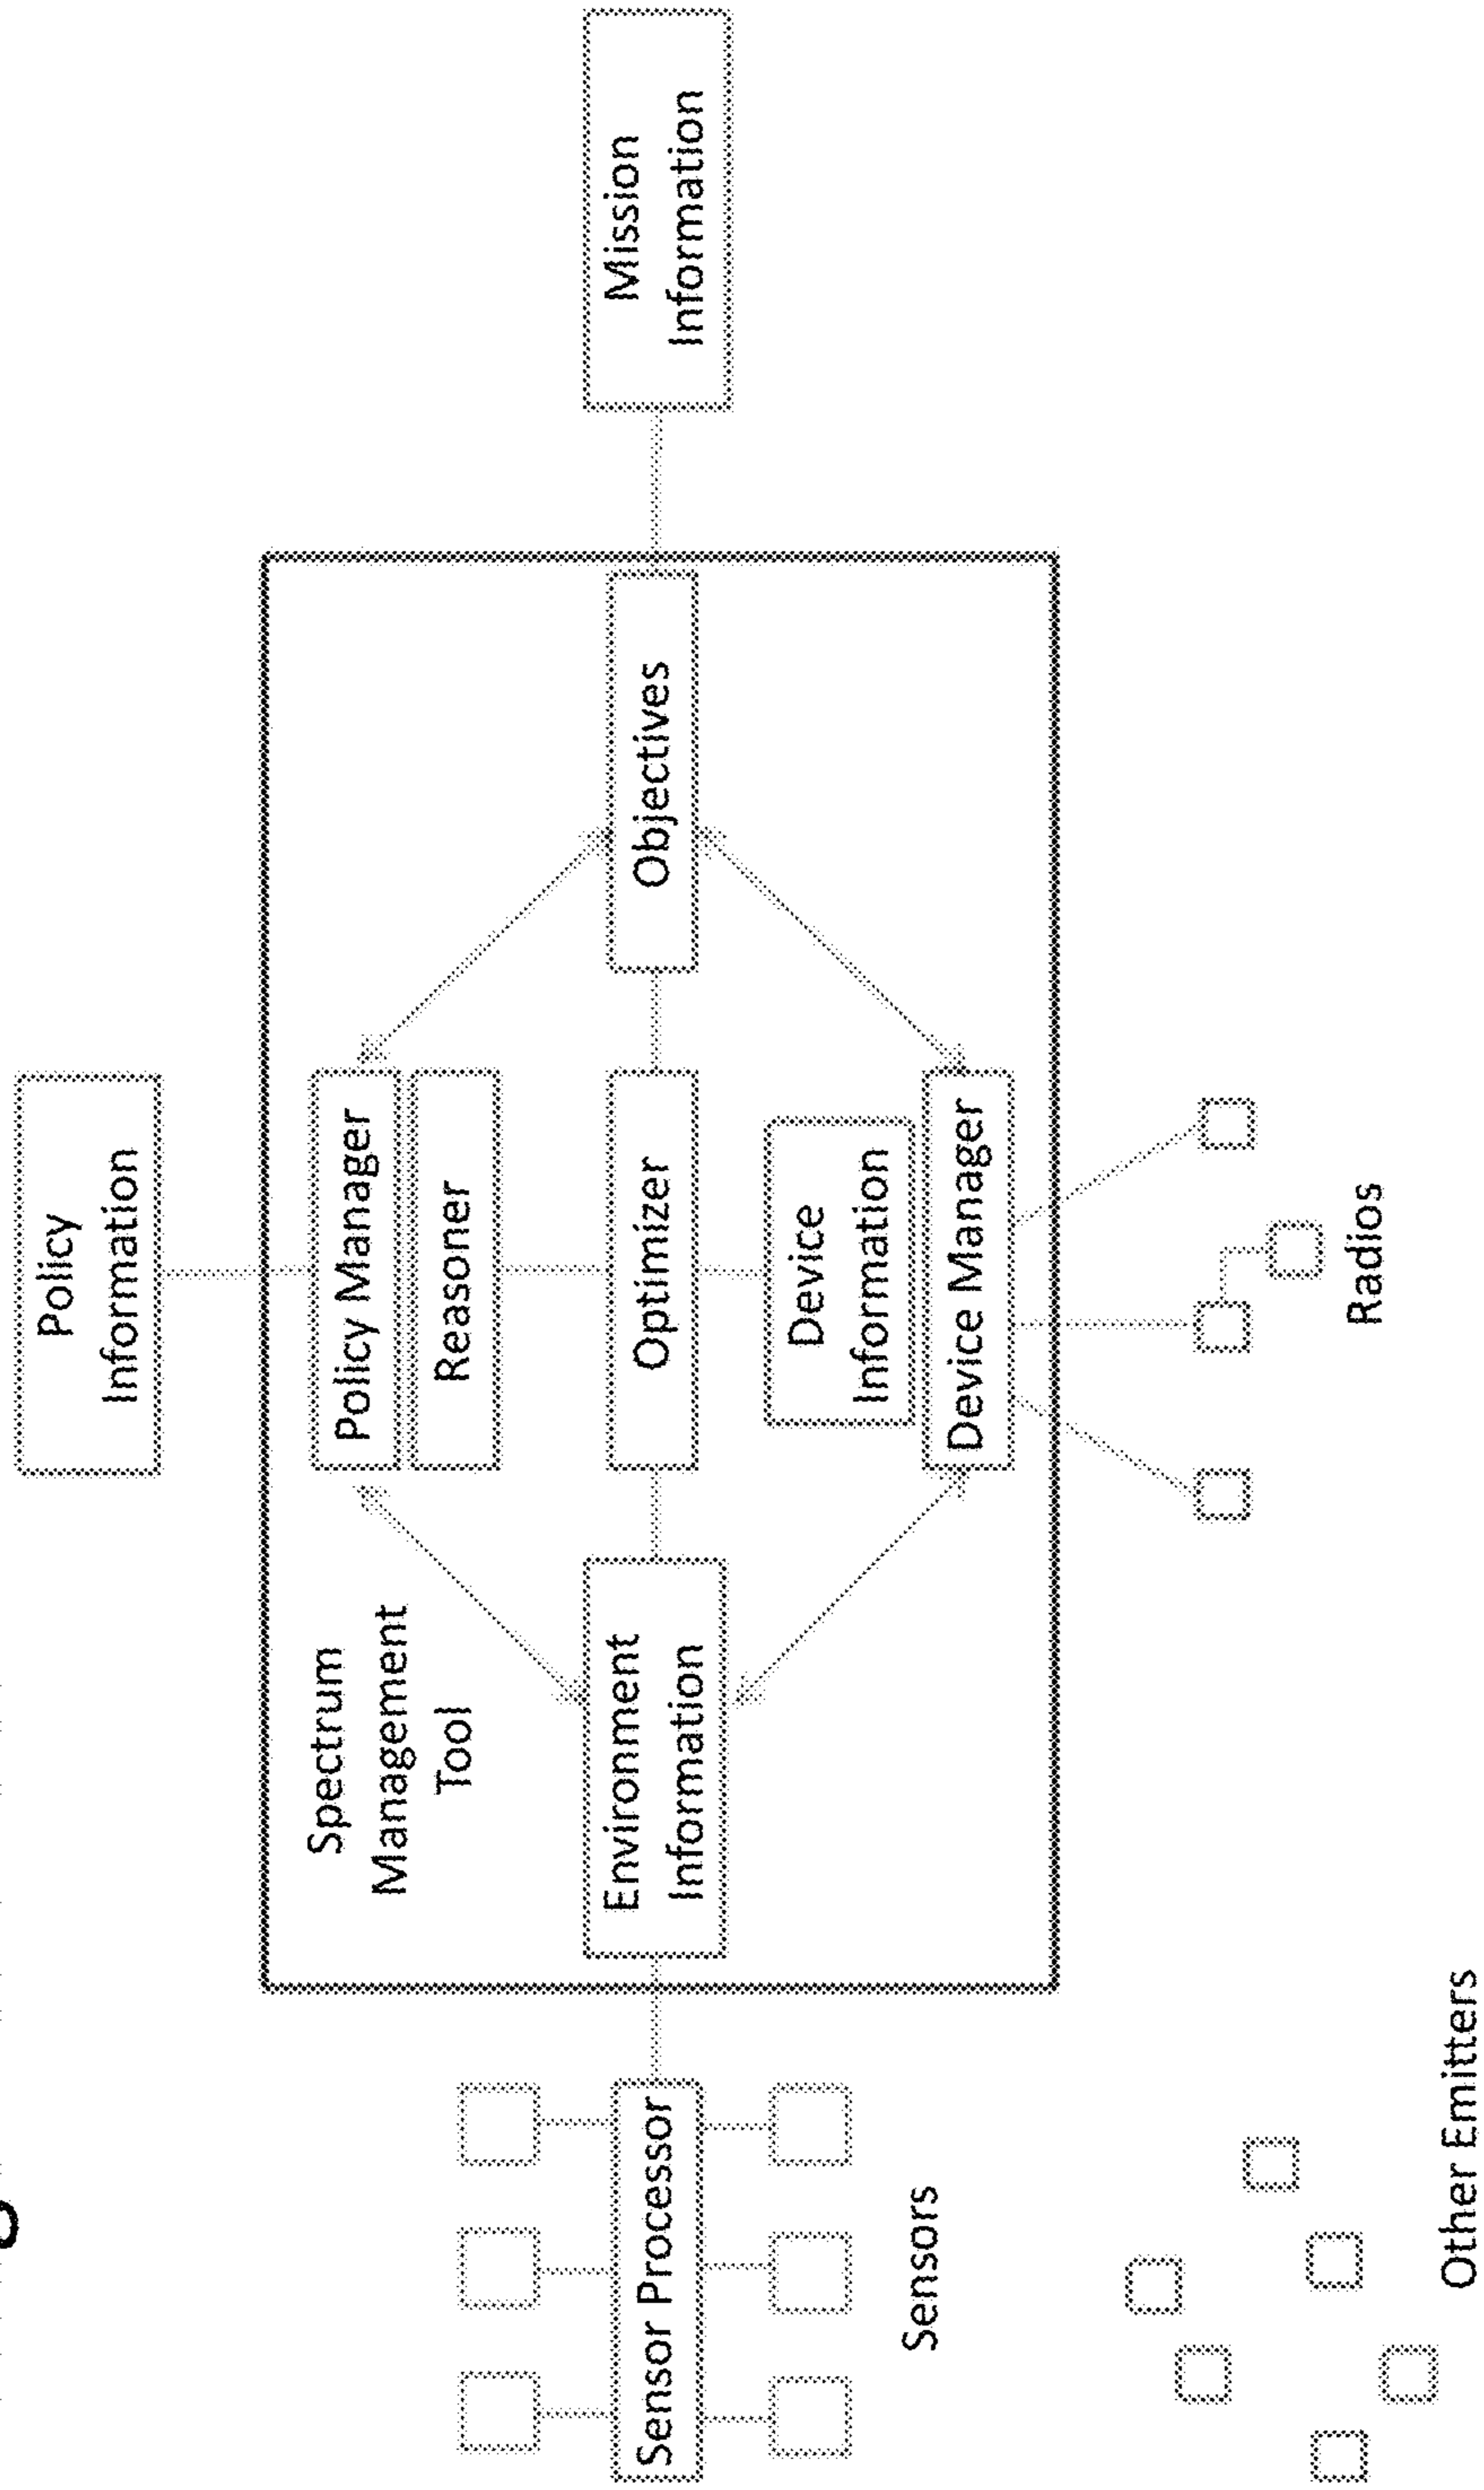 Policy
Information
Spectrum
Management
Tool
Policy Manager
Reasoner
Sensor Processor
Environment
Information
Optimizer
Objectives
Mission
Information
Device
Information
Device Manager
Sensors
Radios
Other Emitters